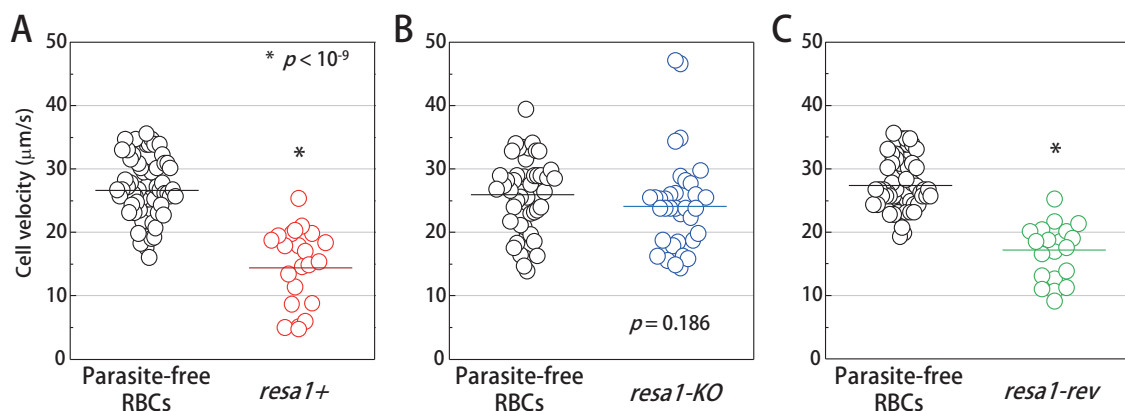 A
B
C
Cell velocity (μm/s)
50
40
30
20
10
0
* p < 10-9
*
Parasite-free
RBCs
resa1+
50
40
30
20
10
0
p = 0.186
Parasite-free
RBCs
resa1-KO
50
40
30
20
10
0
*
Parasite-free
RBCs
resa1-rev